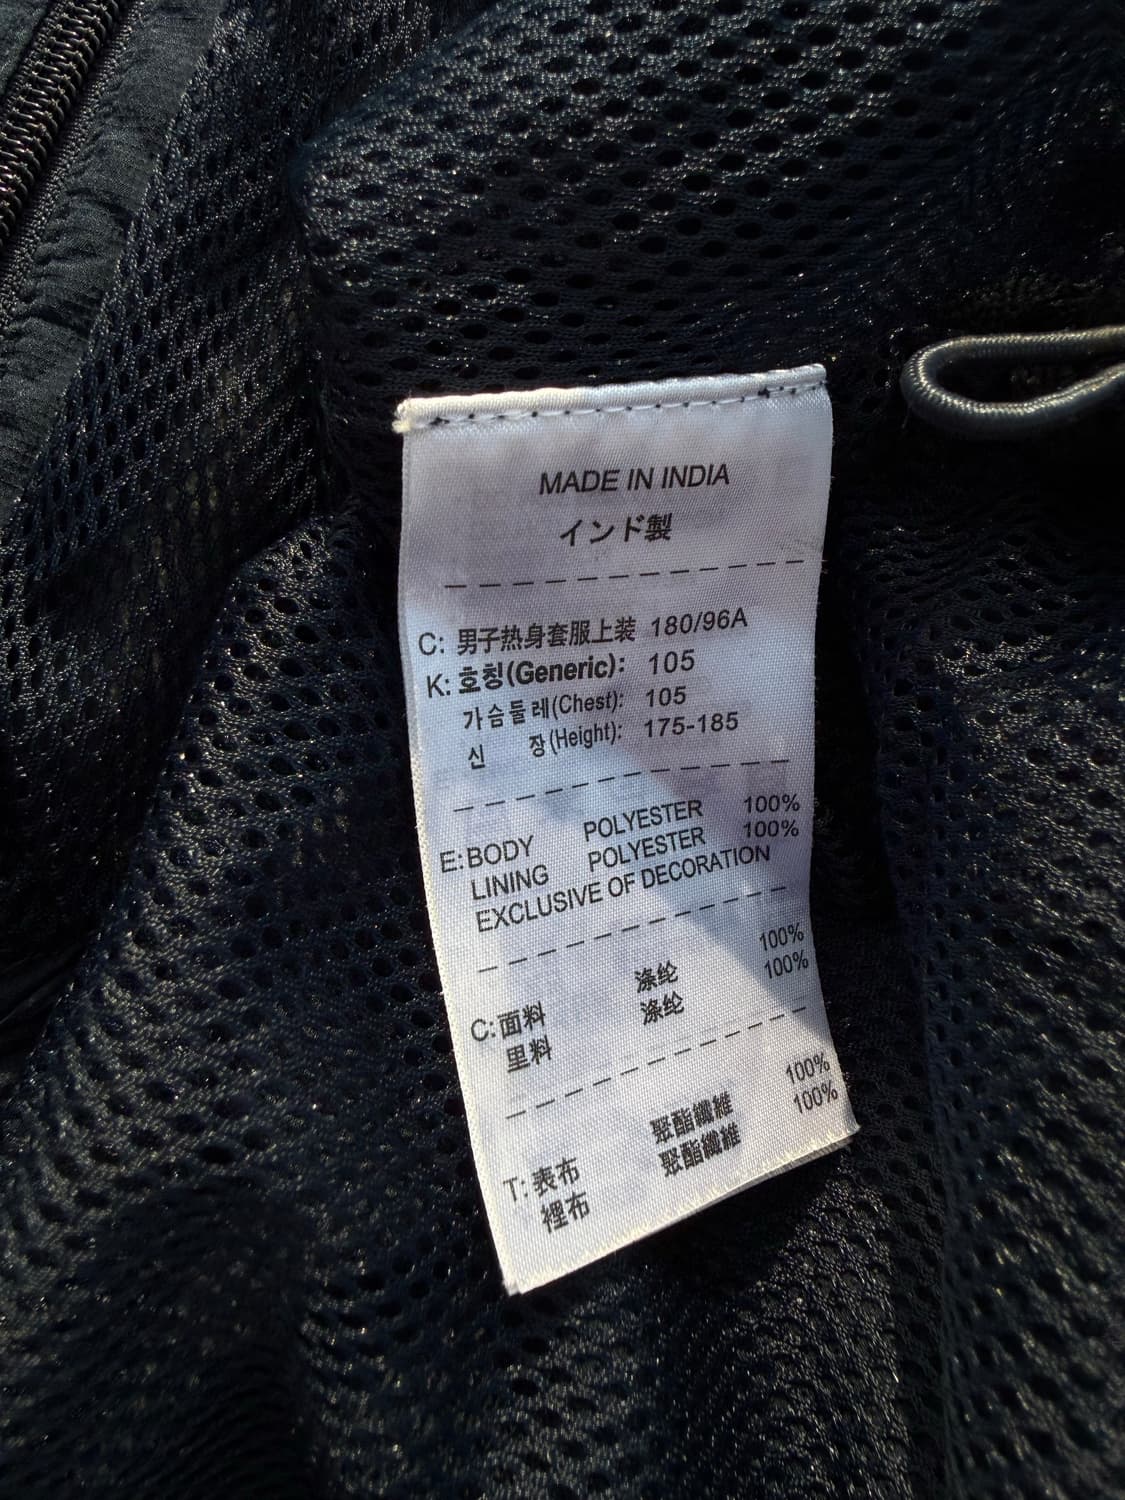 MADE IN INDIA
インド製
C: 男子热身套服上装 180/96A
K: 호칭(Generic): 105
가슴둘레(Chest): 105
신 장(Height): 175-185
E: BODY POLYESTER 100%
LINING POLYESTER 100%
EXCLUSIVE OF DECORATION
C: 面料 涤纶 100%
里料 涤纶 100%
T: 表布 聚酯纖維 100%
裡布 聚酯纖維 100%